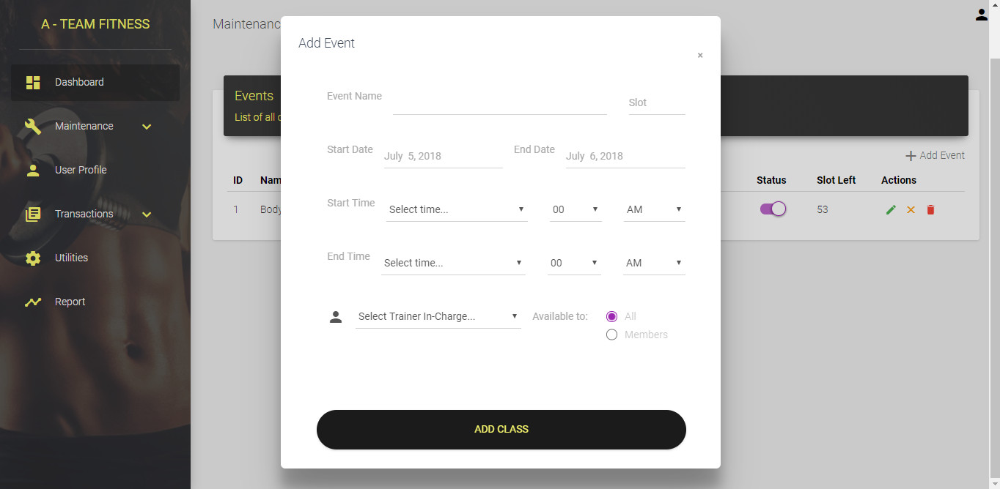 A - TEAM FITNESS
Dashboard
Maintenance
User Profile
Transactions
Utilities
Report
Maintenanc
Events
List of all
+ Add Event
ID Nam Status Slot Left Actions
1 Body 53
Add Event
×
Event Name Slot
Start Date July 5, 2018 End Date July 6, 2018
Start Time Select time... 00 AM
End Time Select time... 00 AM
Select Trainer In-Charge... Available to: All
Members
ADD CLASS